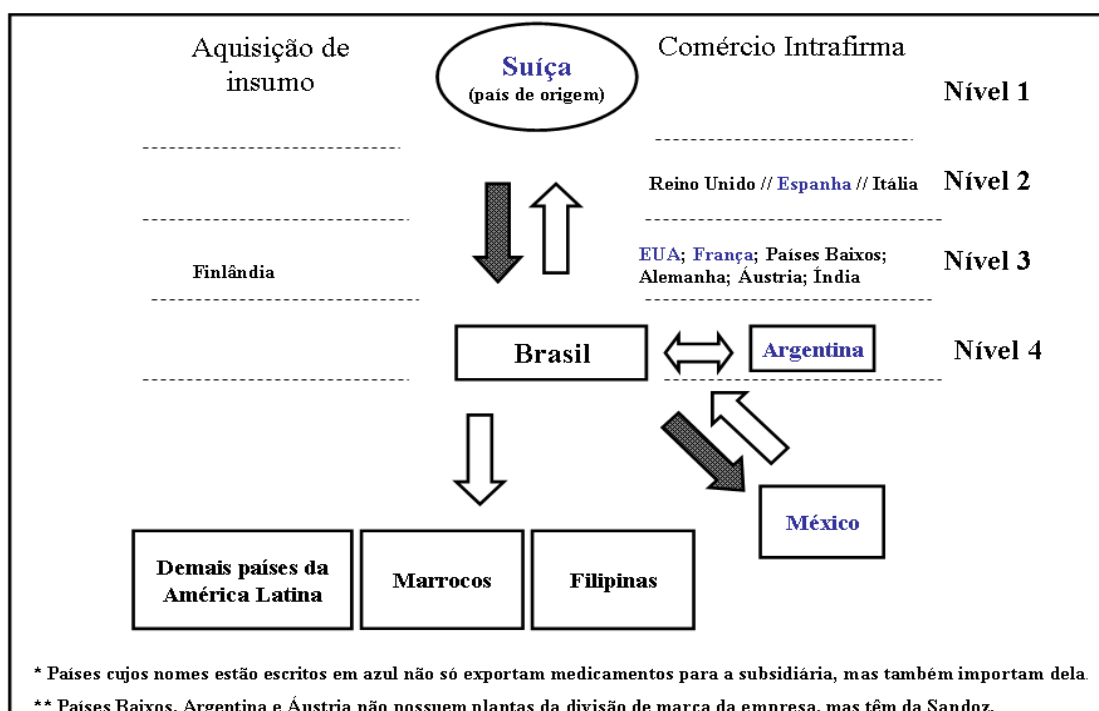 Aquisição de
insumo
Suíça
(país de origem)
Comércio Intrafirma
Nível 1
Reino Unido // Espanha // Itália
Nível 2
Finlândia
EUA; França; Países Baixos;
Alemanha; Áustria; Índia
Nível 3
Brasil
Argentina
Nível 4
México
Demais países da
América Latina
Marrocos
Filipinas
* Países cujos nomes estão escritos em azul não só exportam medicamentos para a subsidiária, mas também importam dela.
** Países Baixos, Argentina e Áustria não possuem plantas da divisão de marca da empresa, mas têm da Sandoz.